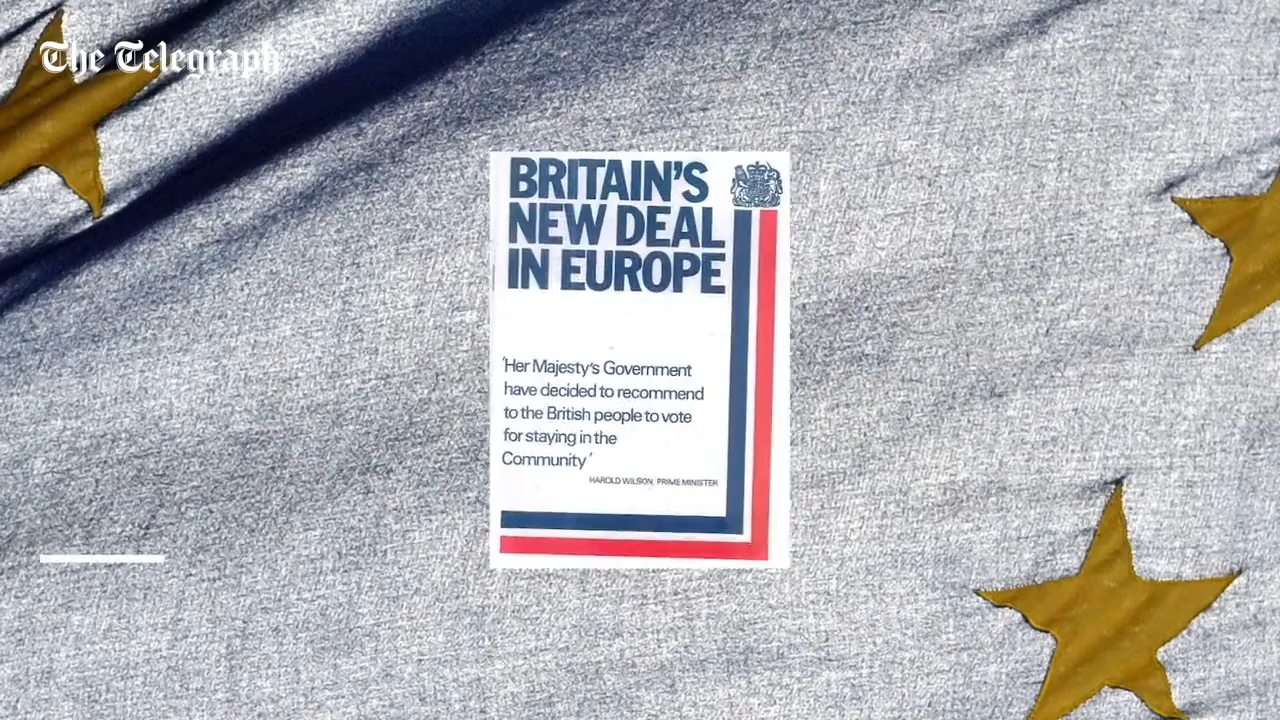 The Telegraph
BRITAIN'S
NEW DEAL
IN EUROPE
'Her Majesty's Government
have decided to recommend
to the British people to vote
for staying in the
Community'
HAROLD WILSON, PRIME MINISTER